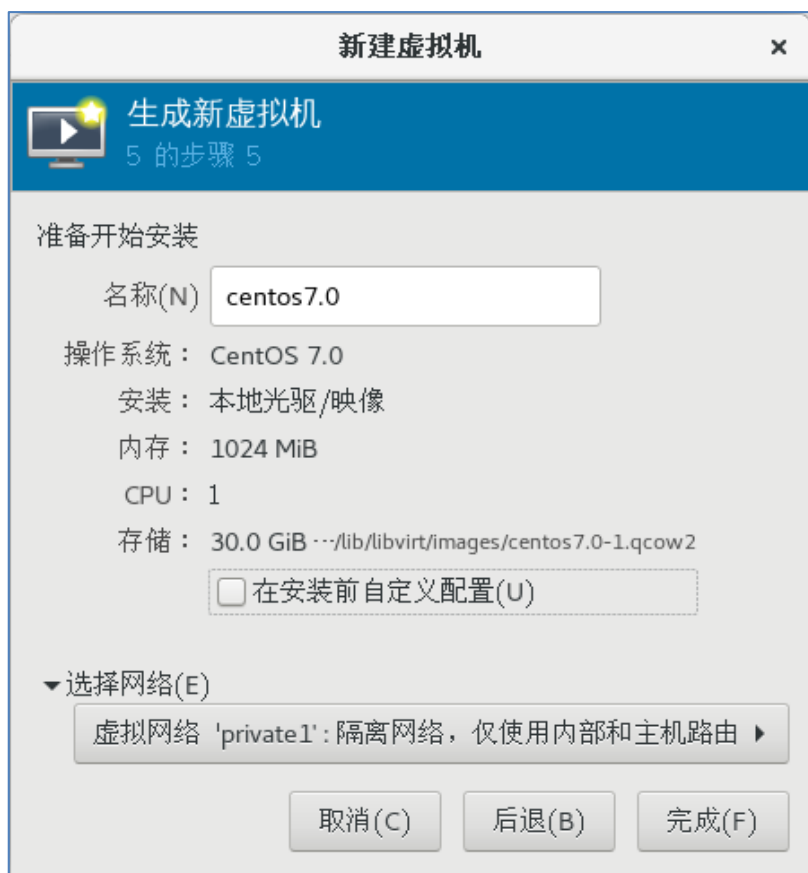 新建虚拟机 ×
生成新虚拟机
5 的步骤 5
准备开始安装
名称(N) centos7.0
操作系统： CentOS 7.0
安装： 本地光驱/映像
内存： 1024 MiB
CPU： 1
存储： 30.0 GiB ···/lib/libvirt/images/centos7.0-1.qcow2
在安装前自定义配置(U)
选择网络(E)
虚拟网络 'private1' : 隔离网络，仅使用内部和主机路由
取消(C) 后退(B) 完成(F)